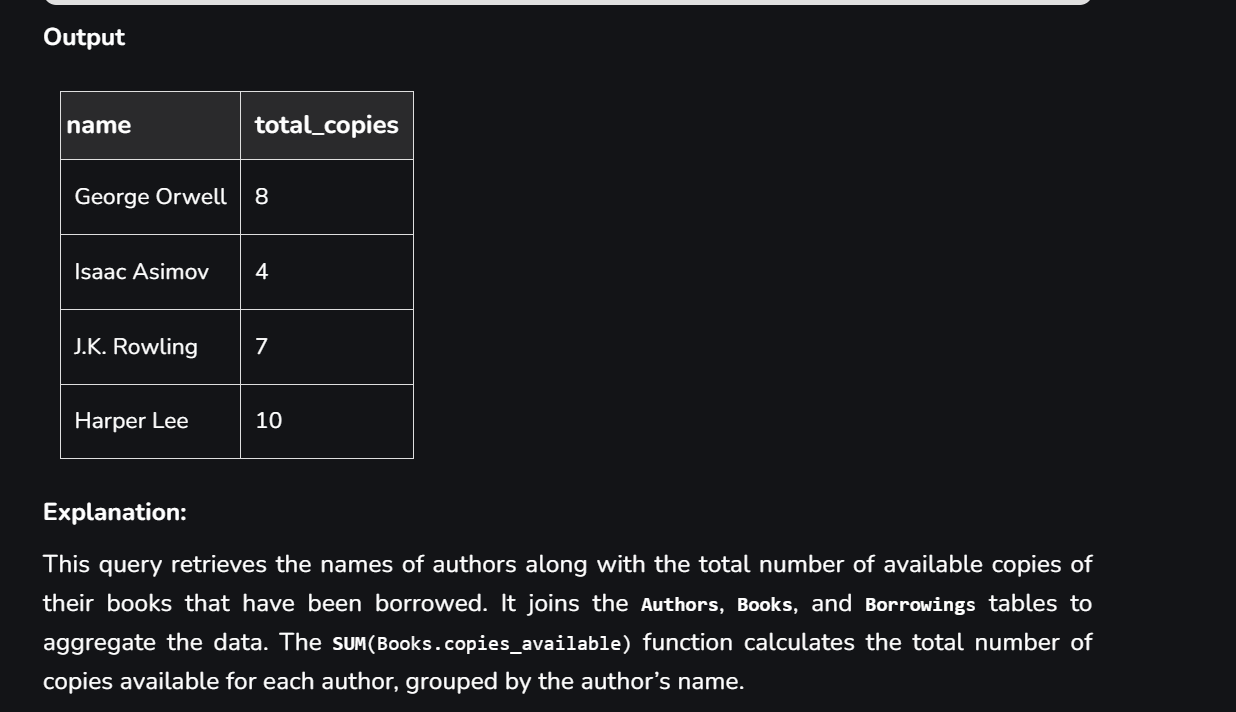 Output
name total_copies
George Orwell 8
Isaac Asimov 4
J.K. Rowling 7
Harper Lee 10
Explanation:
This query retrieves the names of authors along with the total number of available copies of
their books that have been borrowed. It joins the Authors, Books, and Borrowings tables to
aggregate the data. The SUM(Books.copies_available) function calculates the total number of
copies available for each author, grouped by the author’s name.